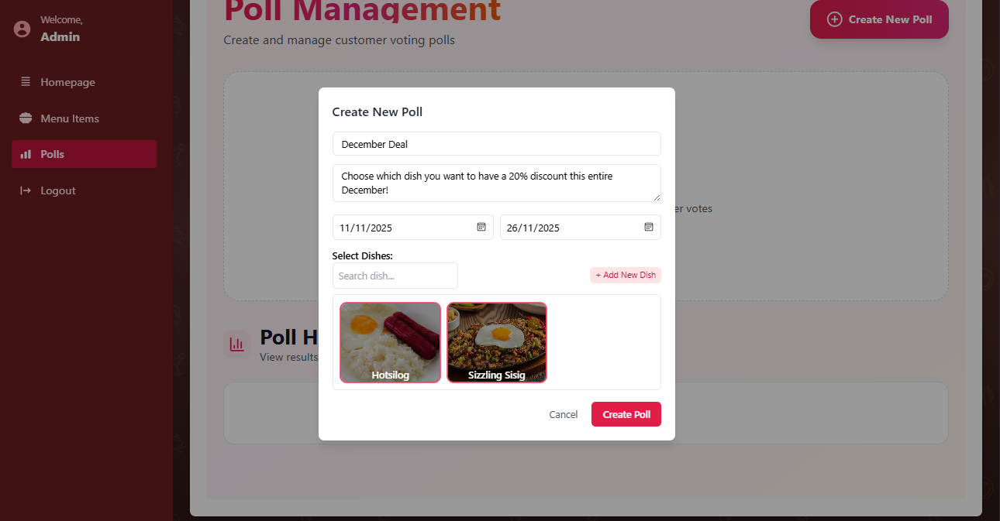 Welcome,
Admin
Homepage
Menu Items
Polls
Logout
Poll Management
Create and manage customer voting polls
Create New Poll
er votes
Poll H
View results
Create New Poll
December Deal
Choose which dish you want to have a 20% discount this entire
December!
11/11/2025
26/11/2025
Select Dishes:
Search dish...
+ Add New Dish
Hotsilog
Sizzling Sisig
Cancel
Create Poll